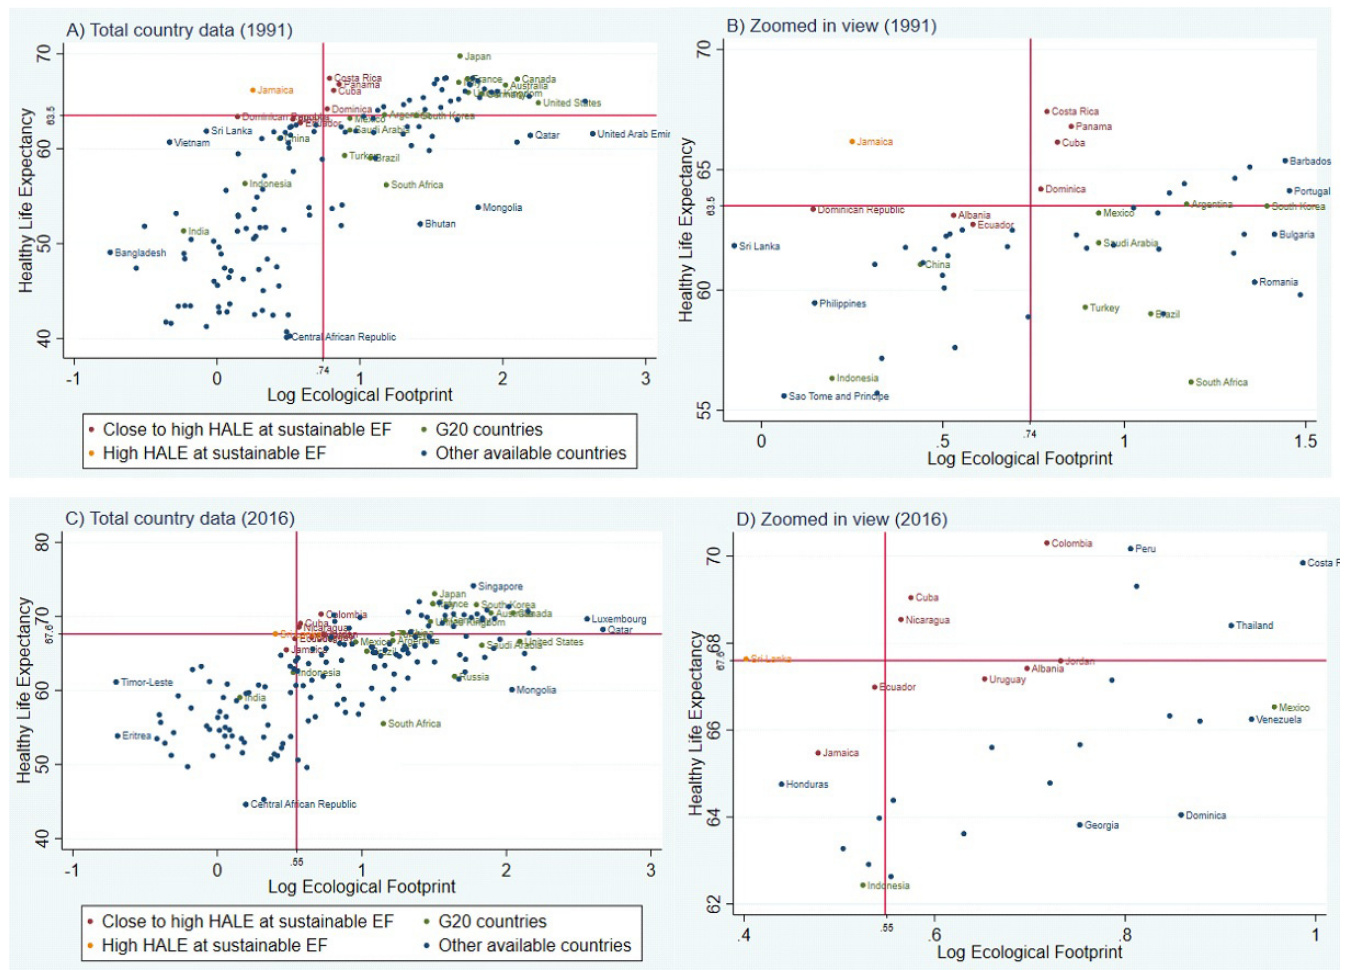 A) Total country data (1991)
70
63.5
60
50
40
Healthy Life Expectancy
Japan
Costa Rica
Panama
Cuba
Jamaica
France
Canada
Australia
United States
Dominica
Dominican Republic
Ecuador
Mexico
Argentina
South Korea
Saudi Arabia
Sri Lanka
China
Vietnam
Qatar
United Arab Emir
Turkey
Brazil
Indonesia
South Africa
Mongolia
India
Bhutan
Bangladesh
Central African Republic
-1
0
.74
1
2
3
Log Ecological Footprint
Close to high HALE at sustainable EF
G20 countries
High HALE at sustainable EF
Other available countries
B) Zoomed in view (1991)
70
65
63.5
60
55
Healthy Life Expectancy
Costa Rica
Panama
Cuba
Jamaica
Barbados
Dominica
Portugal
Dominican Republic
Argentina
South Korea
Albania
Mexico
Ecuador
Sri Lanka
Saudi Arabia
Bulgaria
China
Romania
Philippines
Turkey
Brazil
Indonesia
South Africa
Sao Tome and Principe
0
.5
.74
1
1.5
Log Ecological Footprint
C) Total country data (2016)
80
70
67.6
60
50
40
Healthy Life Expectancy
Singapore
Japan
France
South Korea
Colombia
Canada
Cuba
Nicaragua
Luxembourg
Qatar
Mexico
Argentina
Saudi Arabia
United States
Jamaica
Indonesia
Russia
Timor-Leste
Mongolia
India
South Africa
Eritrea
Central African Republic
-1
0
.55
1
2
3
Log Ecological Footprint
Close to high HALE at sustainable EF
G20 countries
High HALE at sustainable EF
Other available countries
D) Zoomed in view (2016)
70
68
67.6
66
64
62
Healthy Life Expectancy
Colombia
Peru
Costa R
Cuba
Nicaragua
Thailand
Sri Lanka
Jordan
Albania
Uruguay
Ecuador
Mexico
Venezuela
Jamaica
Honduras
Dominica
Georgia
Indonesia
.4
.55
.6
.8
1
Log Ecological Footprint